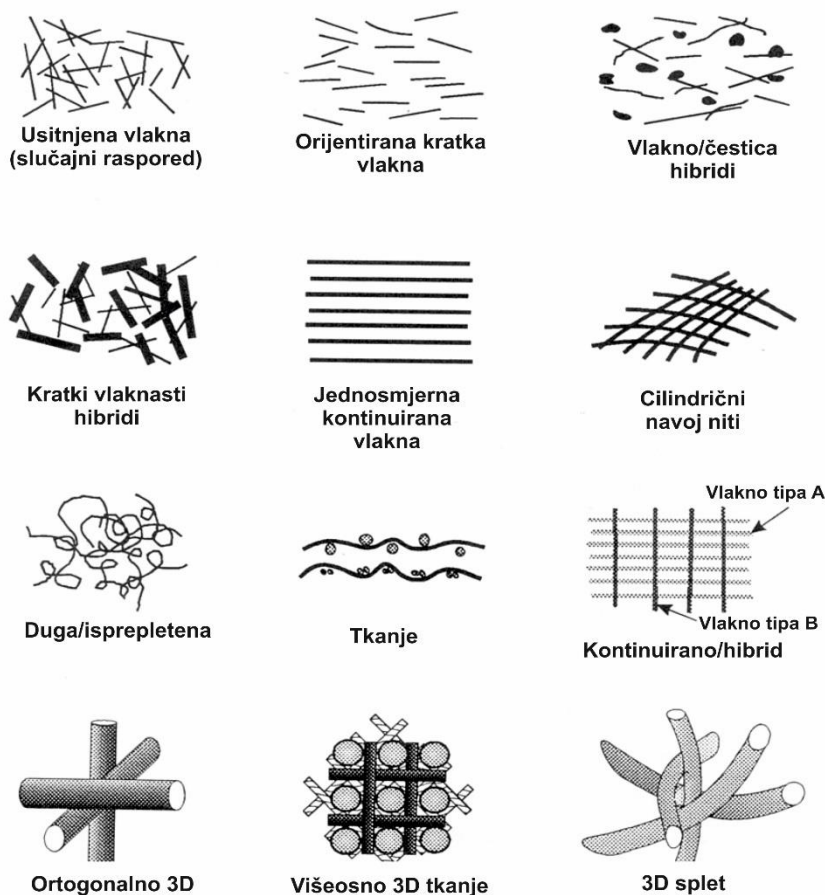 Usitnjena vlakna
(slučajni raspored)
Orijentirana kratka
vlakna
Vlakno/čestica
hibridi
Kratki vlaknasti
hibridi
Jednosmjerna
kontinuirana
vlakna
Cilindrični
navoj niti
Duga/isprepletena
Tkanje
Vlakno tipa A
Vlakno tipa B
Kontinuirano/hibrid
Ortogonalno 3D
Višeosno 3D tkanje
3D splet